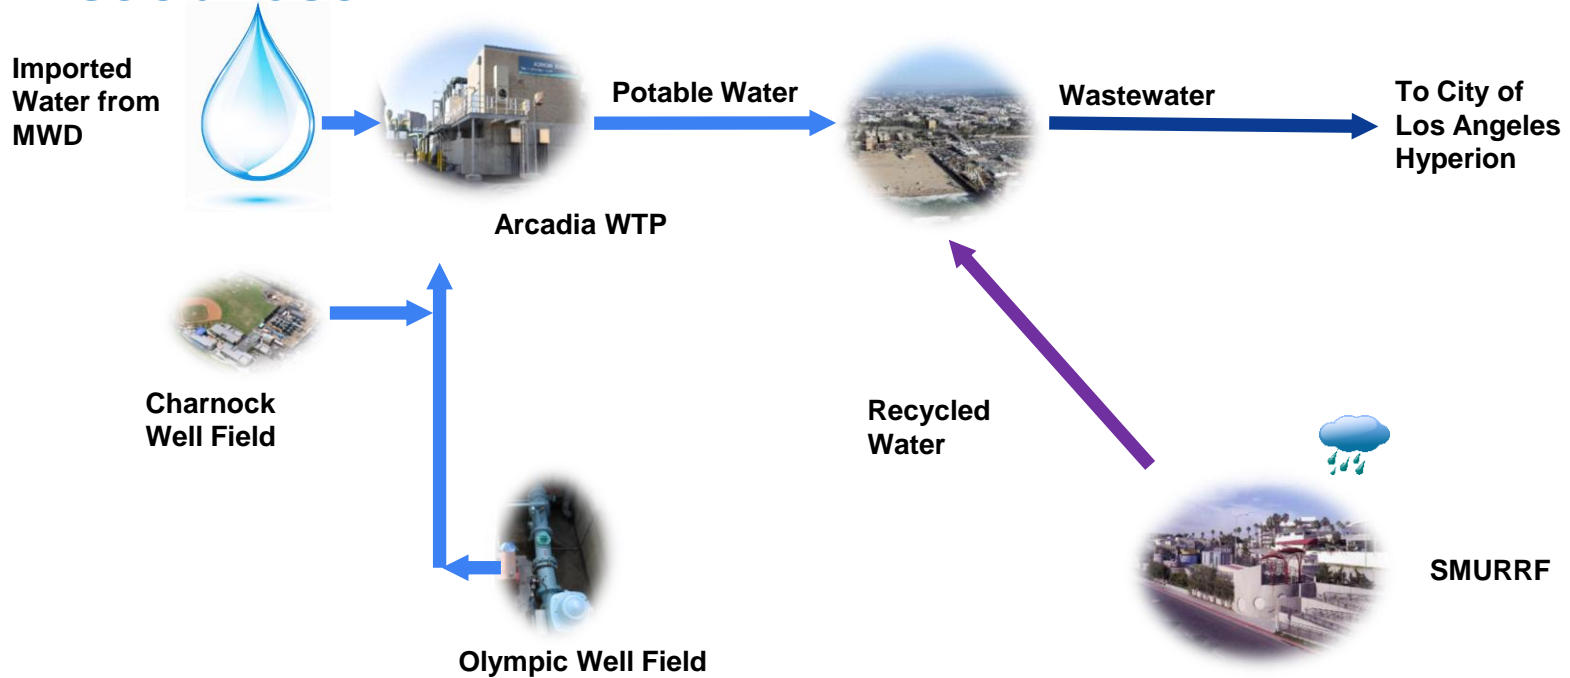 Imported
Water from
MWD
Potable Water
Wastewater
To City of
Los Angeles
Hyperion
Arcadia WTP
Charnock
Well Field
Recycled
Water
SMURRF
Olympic Well Field